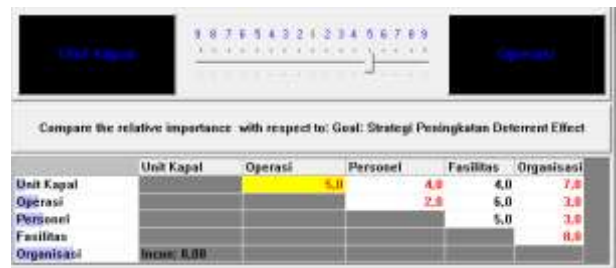 Unit Kapal
9 8 7 6 5 4 3 2 1 2 3 4 5 6 7 8 9
Operasi
Compare the relative importance with respect to: Goal: Strategi Peningkatan Deterrent Effect
Unit Kapal Operasi Personel Fasilitas Organisasi
Unit Kapal 5,0 4,0 4,0 7,0
Operasi 2,0 6,0 3,0
Personel 5,0 3,0
Fasilitas 8,0
Organisasi Incon: 0,08